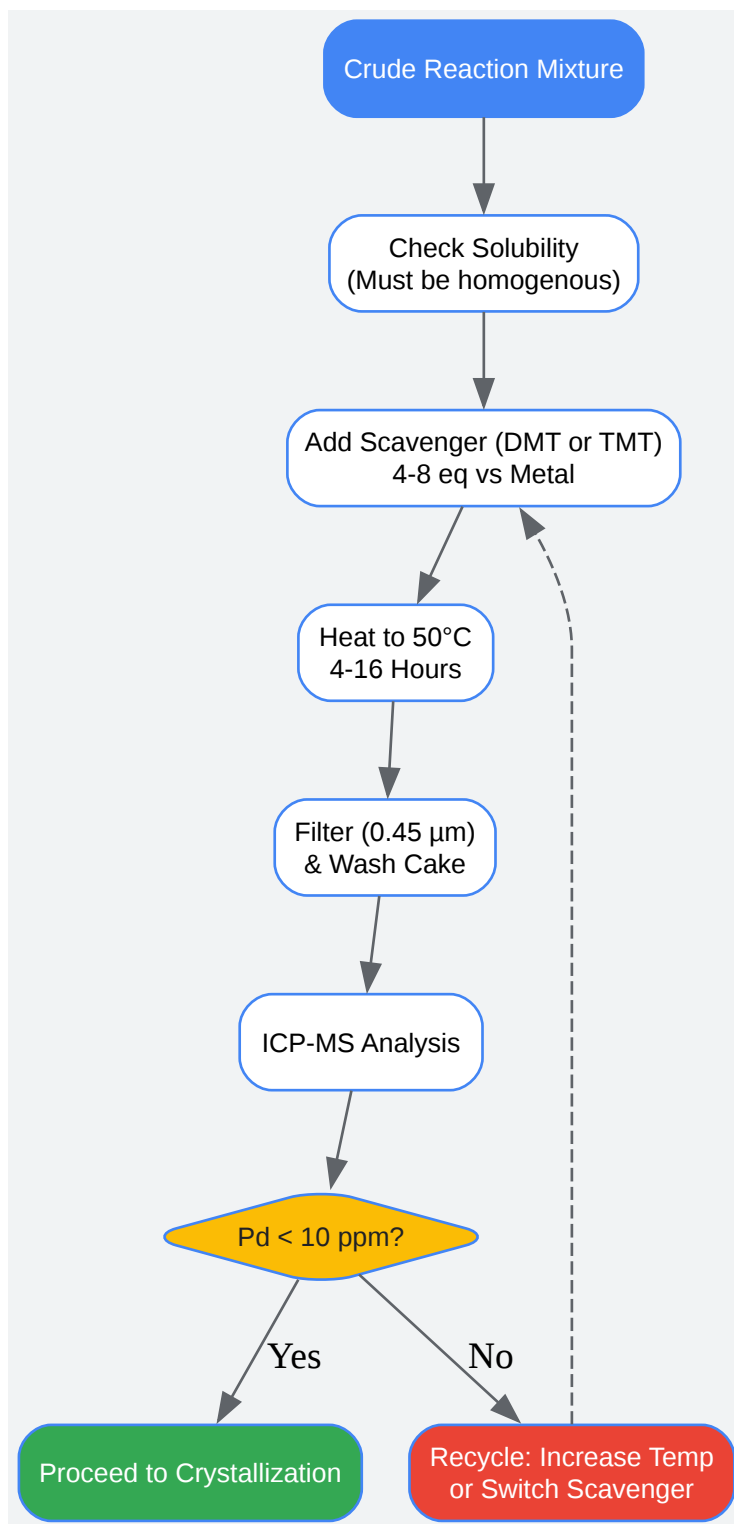 Crude Reaction Mixture
Check Solubility
(Must be homogenous)
Add Scavenger (DMT or TMT)
4-8 eq vs Metal
Heat to 50°C
4-16 Hours
Filter (0.45 µm)
& Wash Cake
ICP-MS Analysis
Pd < 10 ppm?
Yes
No
Proceed to Crystallization
Recycle: Increase Temp
or Switch Scavenger